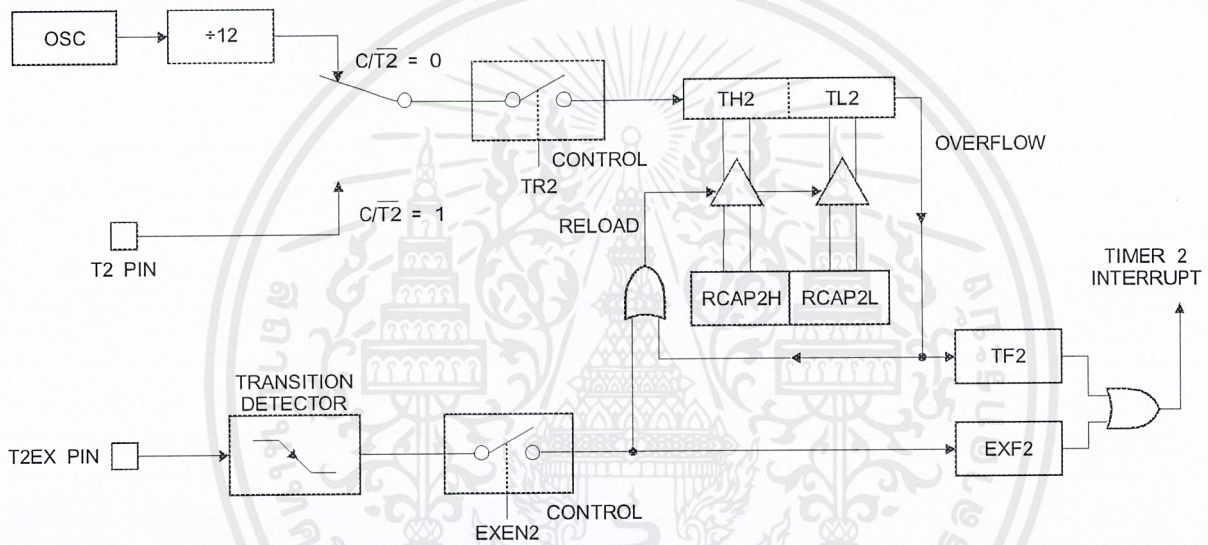 OSC
÷12
C/T2 = 0
TH2
TL2
OVERFLOW
CONTROL
TR2
C/T2 = 1
T2 PIN
RELOAD
RCAP2H
RCAP2L
TIMER 2
INTERRUPT
TF2
TRANSITION
DETECTOR
T2EX PIN
EXF2
CONTROL
EXEN2